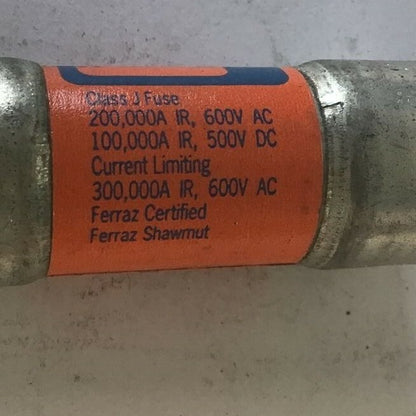 Class J Fuse
200,000A IR, 600V AC
100,000A IR, 500V DC
Current Limiting
300,000A IR, 600V AC
Ferraz Certified
Ferraz Shawmut